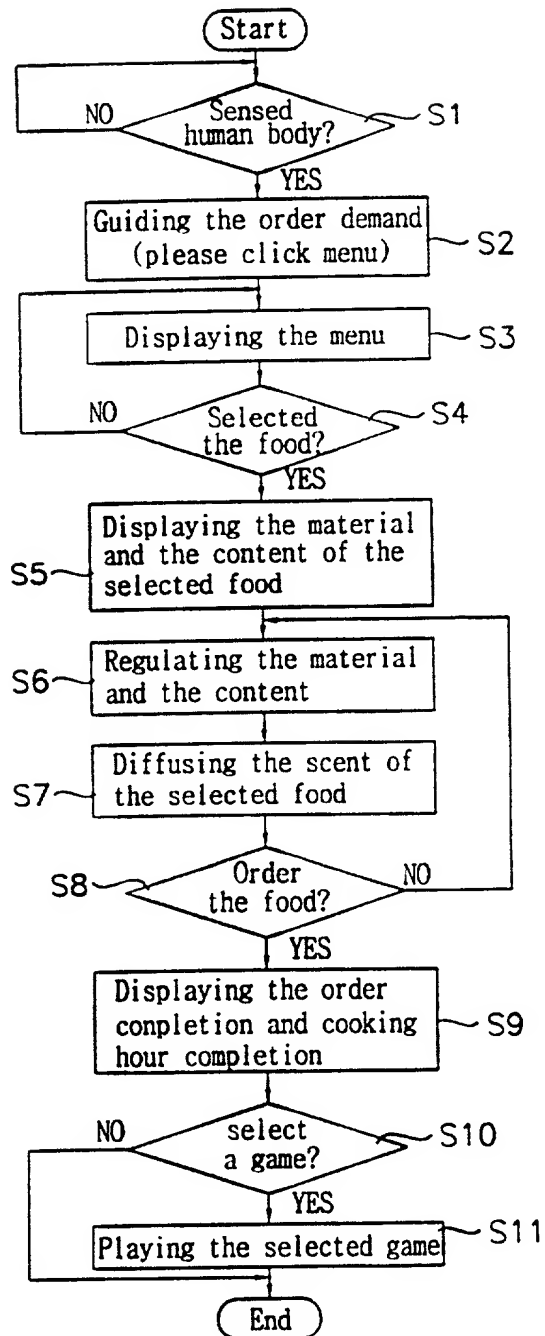 Start
NO
Sensed
human body?
S1
YES
Guiding the order demand
(please click menu)
S2
Displaying the menu
S3
NO
Selected
the food?
S4
YES
Displaying the material
and the content of the
selected food
S5
Regulating the material
and the content
S6
Diffusing the scent of
the selected food
S7
S8
Order
the food?
NO
YES
Displaying the order
conpletion and cooking
hour completion
S9
NO
select
a game?
S10
YES
Playing the selected game
S11
End